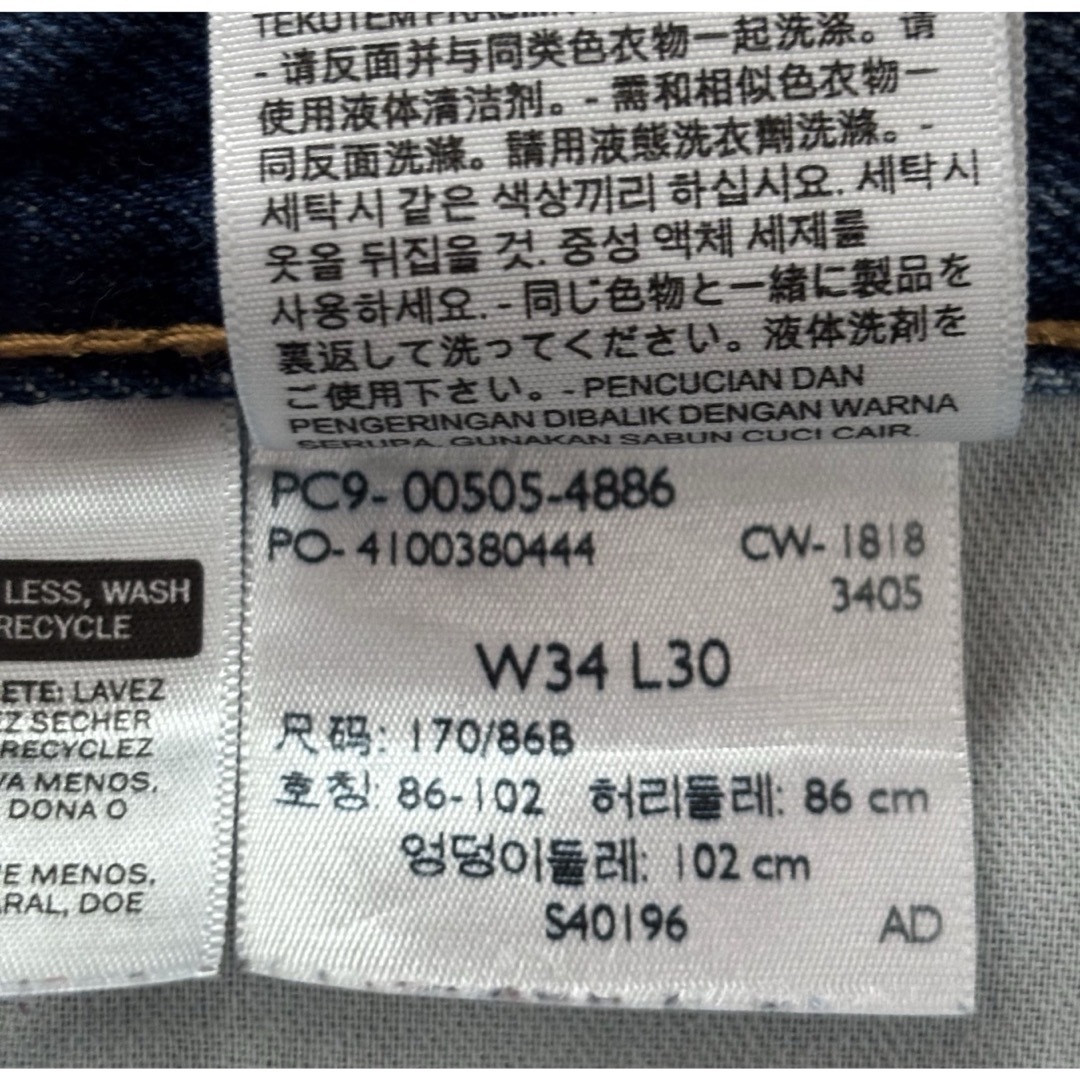 - 请反面并与同类色衣物一起洗涤。请
使用液体清洁剂。- 需和相似色衣物一
同反面洗滌。請用液態洗衣劑洗滌。-
세탁시 같은 색상끼리 하십시요. 세탁시
옷을 뒤집을 것. 중성 액체 세제를
사용하세요. - 同じ色物と一緒に製品を
裏返して洗ってください。液体洗剤を
ご使用下さい。- PENCUCIAN DAN
PENGERINGAN DIBALIK DENGAN WARNA
SERUPA. GUNAKAN SABUN CUCI CAIR.
PC9- 00505-4886
PO- 4100380444 CW- 1818
3405
W34 L30
尺码: 170/86B
호칭: 86-102 허리둘레: 86 cm
엉덩이둘레: 102 cm
S40196 AD
LESS, WASH
RECYCLE
ETE: LAVEZ
EZ SECHER
RECYCLEZ
VA MENOS,
DONA O
E MENOS,
RAL, DOE